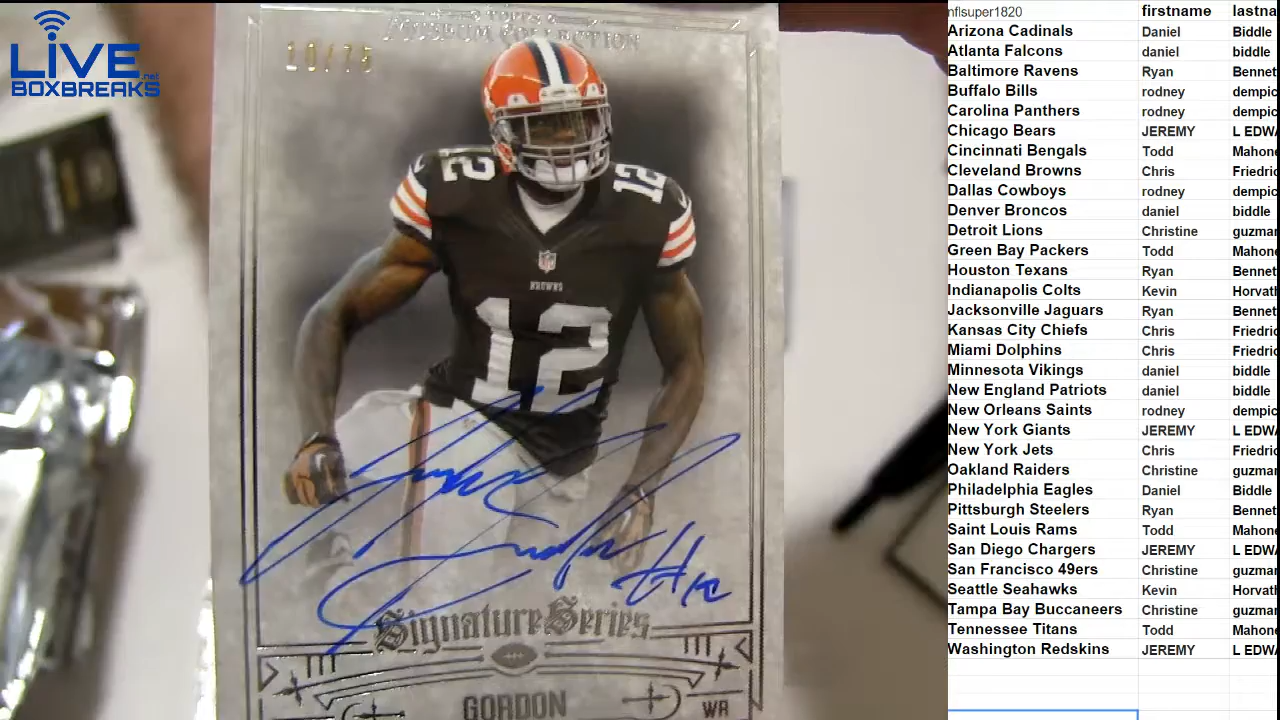 LIVE
.net
BOXBREAKS
TOPPS
MUSEUM COLLECTION
10/75
12
12
BROWNS
12
#12
Signature Series
GORDON
WR
nflsuper1820 firstname lastna
Arizona Cadinals Daniel Biddle
Atlanta Falcons daniel biddle
Baltimore Ravens Ryan Bennet
Buffalo Bills rodney dempic
Carolina Panthers rodney dempic
Chicago Bears JEREMY L EDWA
Cincinnati Bengals Todd Mahone
Cleveland Browns Chris Friedric
Dallas Cowboys rodney dempic
Denver Broncos daniel biddle
Detroit Lions Christine guzmar
Green Bay Packers Todd Mahone
Houston Texans Ryan Bennet
Indianapolis Colts Kevin Horvath
Jacksonville Jaguars Ryan Bennet
Kansas City Chiefs Chris Friedric
Miami Dolphins Chris Friedric
Minnesota Vikings daniel biddle
New England Patriots daniel biddle
New Orleans Saints rodney dempic
New York Giants JEREMY L EDWA
New York Jets Chris Friedric
Oakland Raiders Christine guzmar
Philadelphia Eagles Daniel Biddle
Pittsburgh Steelers Ryan Bennet
Saint Louis Rams Todd Mahone
San Diego Chargers JEREMY L EDWA
San Francisco 49ers Christine guzmar
Seattle Seahawks Kevin Horvath
Tampa Bay Buccaneers Christine guzmar
Tennessee Titans Todd Mahone
Washington Redskins JEREMY L EDWA